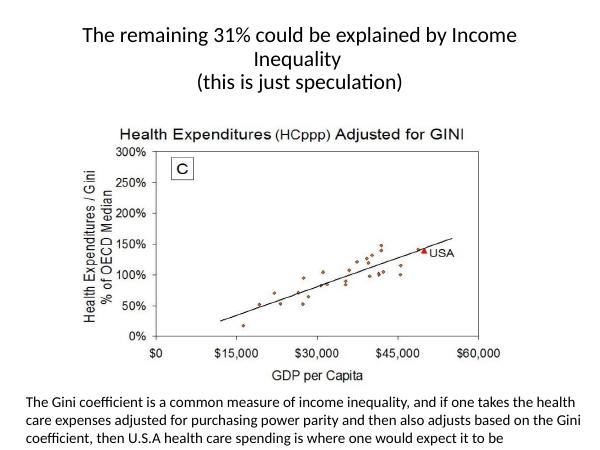 The remaining 31% could be explained by Income
Inequality
(this is just speculation)
Health Expenditures (HCppp) Adjusted for GINI
Health Expenditures / Gini
% of OECD Median
300%
250%
200%
150%
100%
50%
0%
C
USA
$0 $15,000 $30,000 $45,000 $60,000
GDP per Capita
The Gini coefficient is a common measure of income inequality, and if one takes the health
care expenses adjusted for purchasing power parity and then also adjusts based on the Gini
coefficient, then U.S.A health care spending is where one would expect it to be